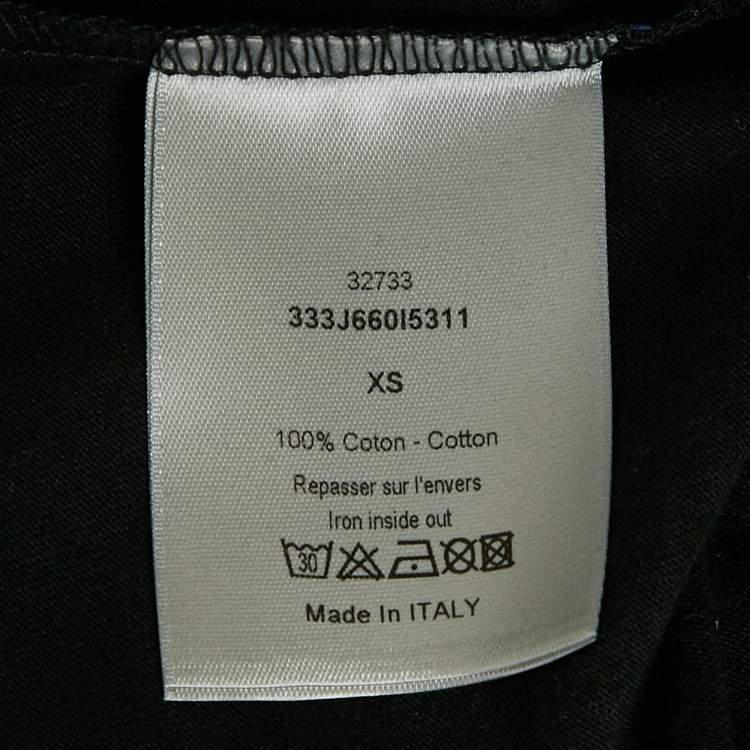 32733
333J660I5311
XS
100% Coton - Cotton
Repasser sur l'envers
Iron inside out
30
Made In ITALY